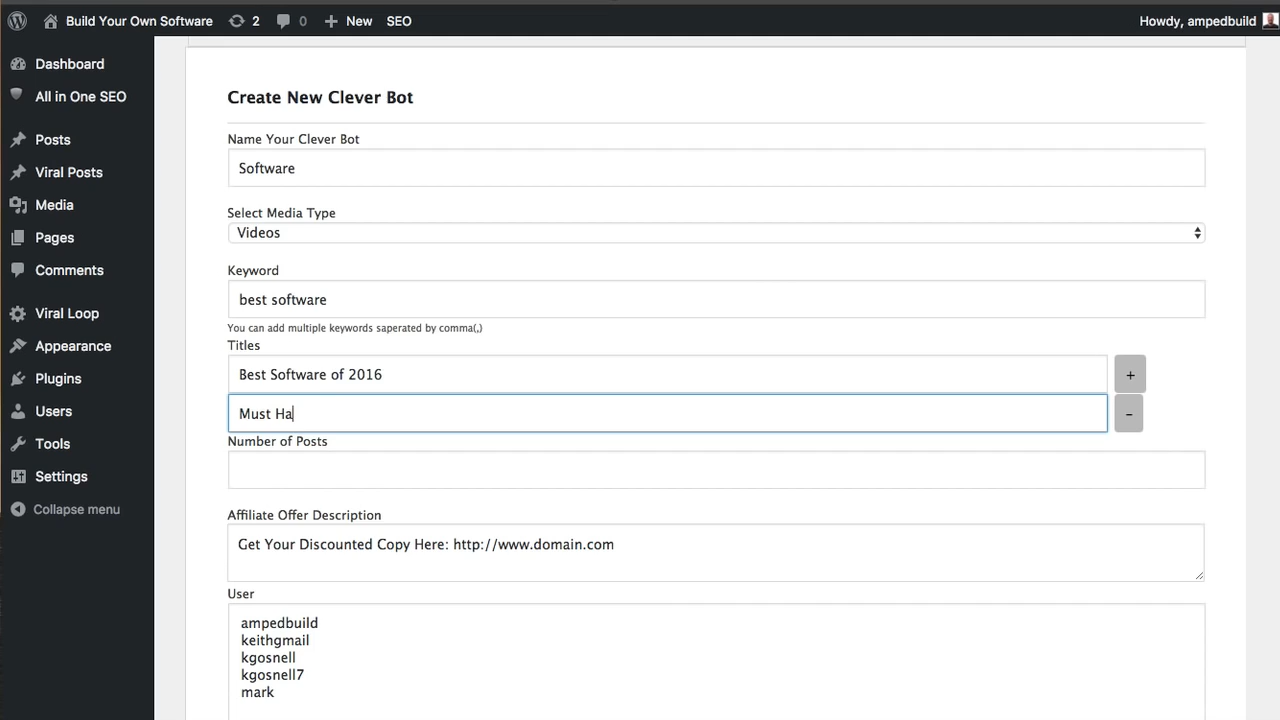 Build Your Own Software 2 0 New SEO Howdy, ampedbuild
Dashboard
All in One SEO
Posts
Viral Posts
Media
Pages
Comments
Viral Loop
Appearance
Plugins
Users
Tools
Settings
Collapse menu
Create New Clever Bot
Name Your Clever Bot
Software
Select Media Type
Videos
Keyword
best software
You can add multiple keywords saperated by comma(,)
Titles
Best Software of 2016 +
Must Ha -
Number of Posts
Affiliate Offer Description
Get Your Discounted Copy Here: http://www.domain.com
User
ampedbuild
keithgmail
kgosnell
kgosnell7
mark